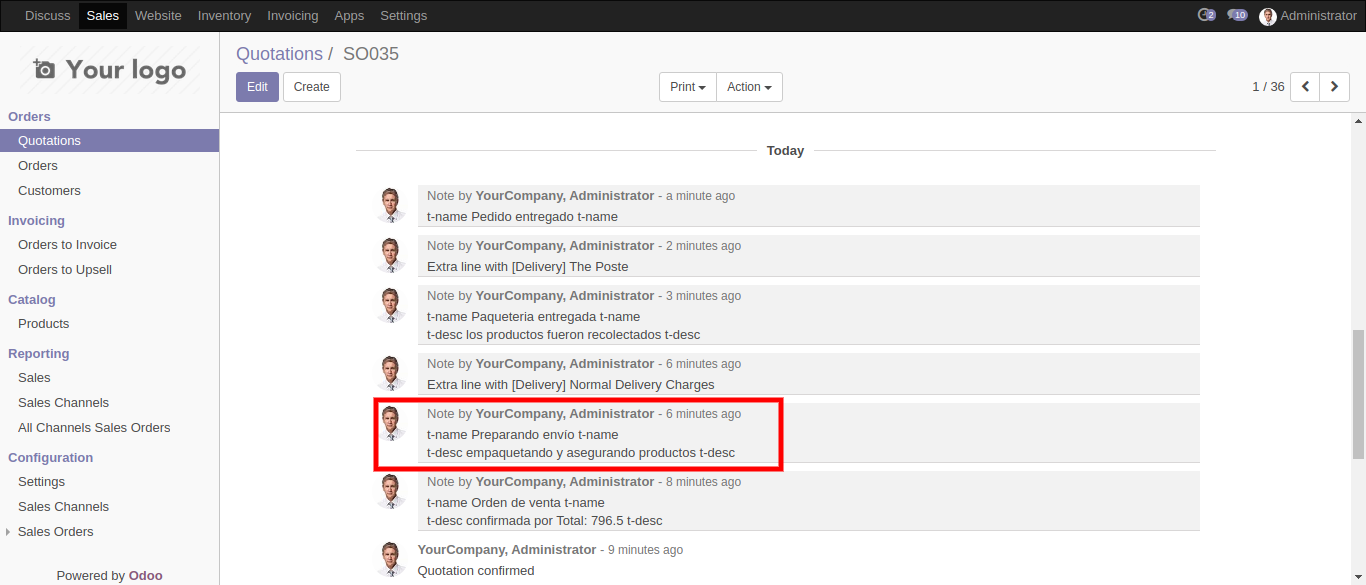 Discuss Sales Website Inventory Invoicing Apps Settings 2 10 Administrator
Your logo
Quotations / SO035
Edit Create Print Action 1 / 36
Orders
Quotations
Orders
Customers
Invoicing
Orders to Invoice
Orders to Upsell
Catalog
Products
Reporting
Sales
Sales Channels
All Channels Sales Orders
Configuration
Settings
Sales Channels
Sales Orders
Powered by Odoo
Today
Note by YourCompany, Administrator - a minute ago
t-name Pedido entregado t-name
Note by YourCompany, Administrator - 2 minutes ago
Extra line with [Delivery] The Poste
Note by YourCompany, Administrator - 3 minutes ago
t-name Paqueteria entregada t-name
t-desc los productos fueron recolectados t-desc
Note by YourCompany, Administrator - 6 minutes ago
Extra line with [Delivery] Normal Delivery Charges
Note by YourCompany, Administrator - 6 minutes ago
t-name Preparando envío t-name
t-desc empaquetando y asegurando productos t-desc
Note by YourCompany, Administrator - 8 minutes ago
t-name Orden de venta t-name
t-desc confirmada por Total: 796.5 t-desc
YourCompany, Administrator - 9 minutes ago
Quotation confirmed